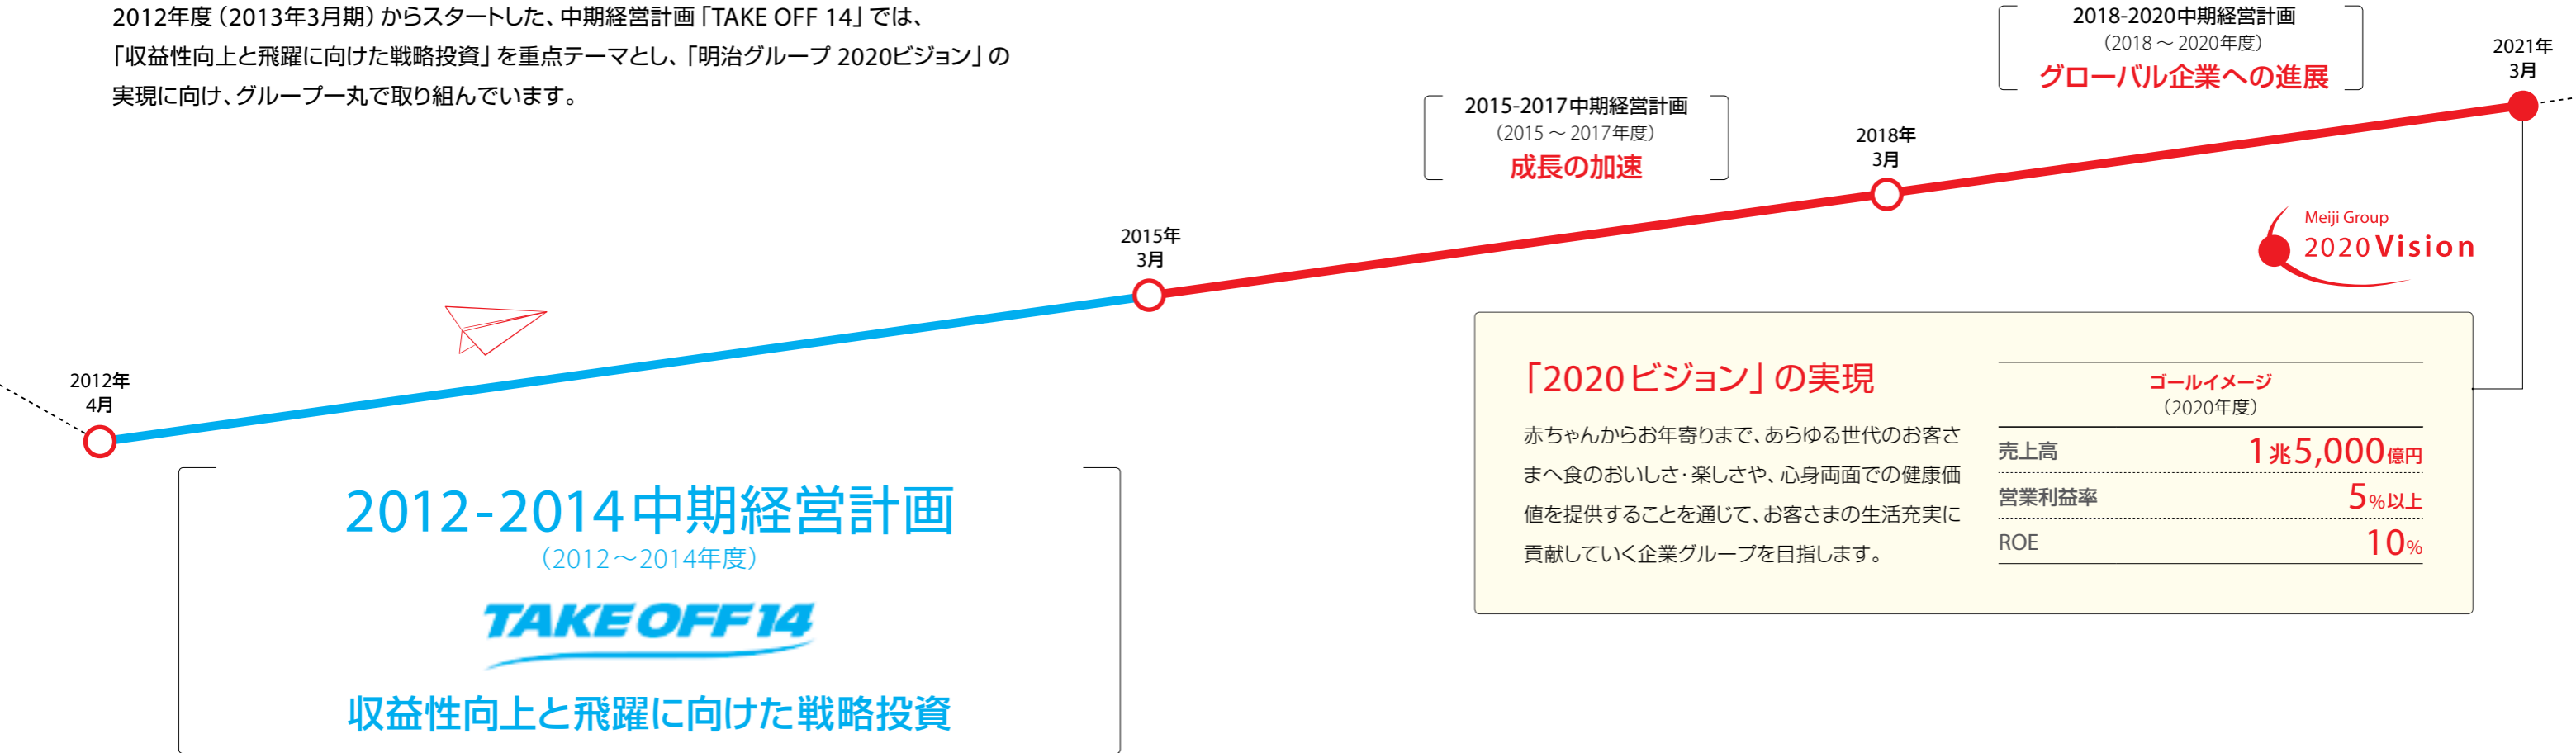 2012年度（2013年3月期）からスタートした、中期経営計画「TAKE OFF 14」では、
「収益性向上と飛躍に向けた戦略投資」を重点テーマとし、「明治グループ 2020ビジョン」の
実現に向け、グループ一丸で取り組んでいます。
2012年
4月
2012-2014中期経営計画
（2012～2014年度）
TAKE OFF 14
収益性向上と飛躍に向けた戦略投資
2015年
3月
2015-2017中期経営計画
（2015 ～ 2017年度）
成長の加速
2018年
3月
2018-2020中期経営計画
（2018 ～ 2020年度）
グローバル企業への進展
2021年
3月
Meiji Group
2020 Vision
「2020ビジョン」の実現
赤ちゃんからお年寄りまで、あらゆる世代のお客さ
まへ食のおいしさ・楽しさや、心身両面での健康価
値を提供することを通じて、お客さまの生活充実に
貢献していく企業グループを目指します。
ゴールイメージ
（2020年度）
売上高 1兆5,000億円
営業利益率 5%以上
ROE 10%